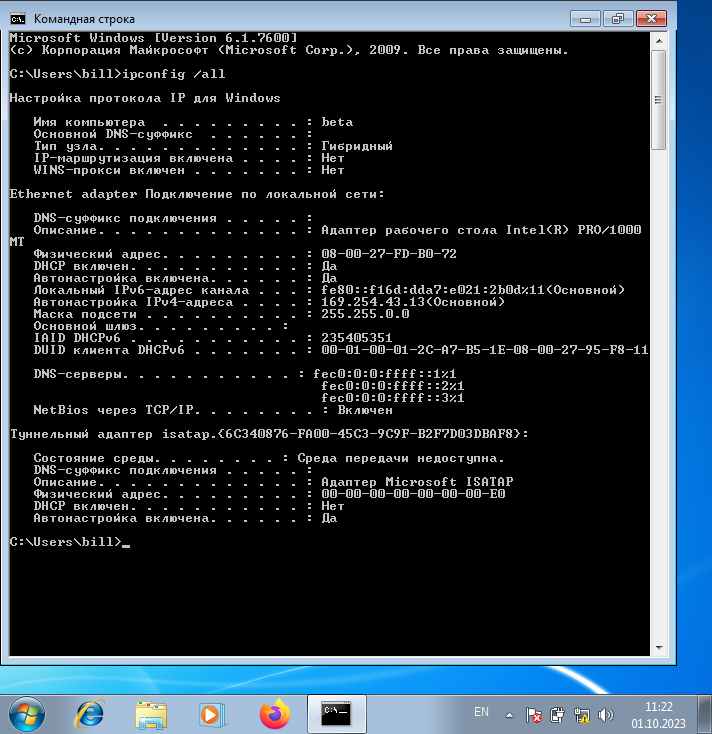 Командная строка
Microsoft Windows [Version 6.1.7600]
(c) Корпорация Майкрософт (Microsoft Corp.), 2009. Все права защищены.
C:\Users\bill>ipconfig /all
Настройка протокола IP для Windows
Имя компьютера . . . . . . . . . : beta
Основной DNS-суффикс . . . . . . :
Тип узла. . . . . . . . . . . . . : Гибридный
IP-маршрутизация включена . . . . : Нет
WINS-прокси включен . . . . . . . : Нет
Ethernet adapter Подключение по локальной сети:
DNS-суффикс подключения . . . . . :
Описание. . . . . . . . . . . . . : Адаптер рабочего стола Intel(R) PRO/1000
MT
Физический адрес. . . . . . . . . : 08-00-27-FD-B0-72
DHCP включен. . . . . . . . . . . : Да
Автонастройка включена. . . . . . : Да
Локальный IPv6-адрес канала . . . : fe80::f16d:dda7:e021:2b0d%11(Основной)
Автонастройка IPv4-адреса . . . . : 169.254.43.13(Основной)
Маска подсети . . . . . . . . . . : 255.255.0.0
Основной шлюз. . . . . . . . . . :
IAID DHCPv6 . . . . . . . . . . . : 235405351
DUID клиента DHCPv6 . . . . . . . : 00-01-00-01-2C-A7-B5-1E-08-00-27-95-F8-11
DNS-серверы. . . . . . . . . . . : fec0:0:0:ffff::1%1
fec0:0:0:ffff::2%1
fec0:0:0:ffff::3%1
NetBios через TCP/IP. . . . . . . . : Включен
Туннельный адаптер isatap.{6C340876-FA00-45C3-9C9F-B2F7D03DBAF8}:
Состояние среды. . . . . . . . : Среда передачи недоступна.
DNS-суффикс подключения . . . . . :
Описание. . . . . . . . . . . . . : Адаптер Microsoft ISATAP
Физический адрес. . . . . . . . . : 00-00-00-00-00-00-00-E0
DHCP включен. . . . . . . . . . . : Нет
Автонастройка включена. . . . . . : Да
C:\Users\bill>_
EN
11:22
01.10.2023